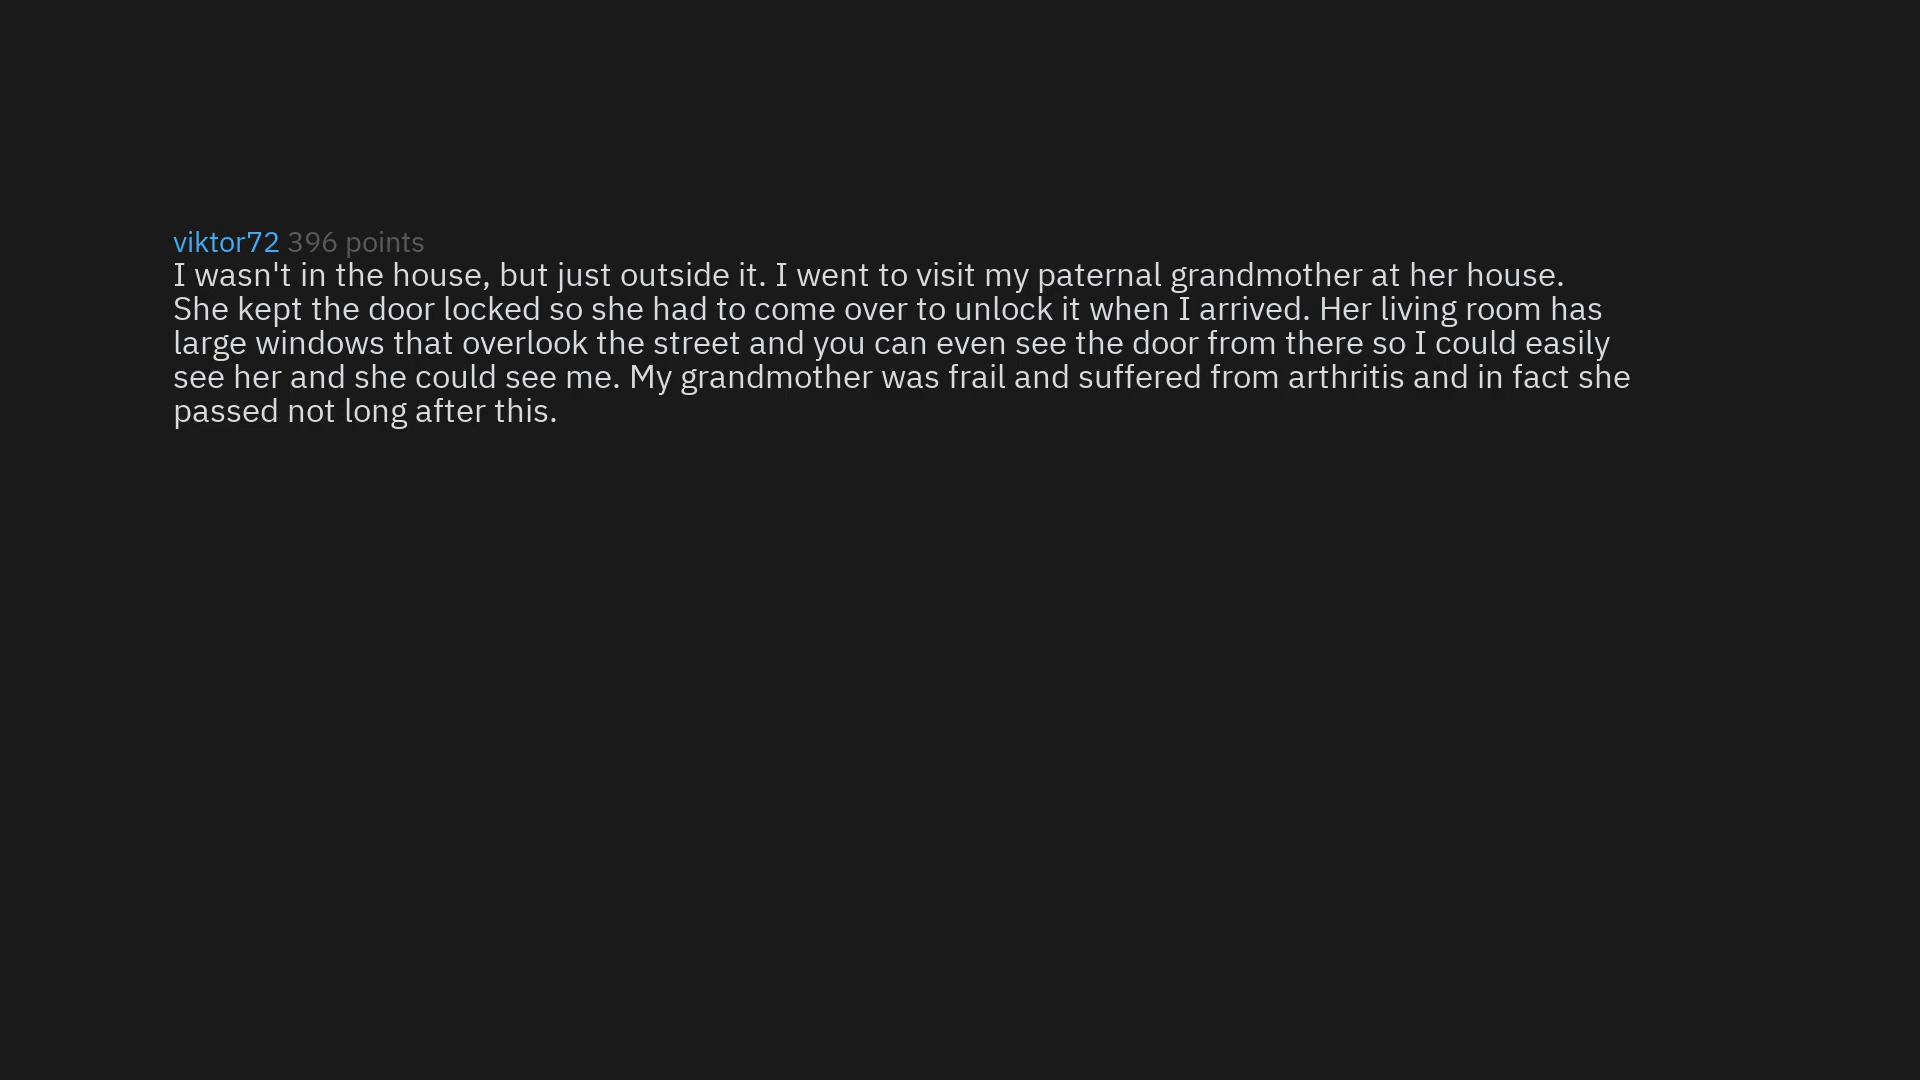 viktor72 396 points
I wasn't in the house, but just outside it. I went to visit my paternal grandmother at her house.
She kept the door locked so she had to come over to unlock it when I arrived. Her living room has
large windows that overlook the street and you can even see the door from there so I could easily
see her and she could see me. My grandmother was frail and suffered from arthritis and in fact she
passed not long after this.